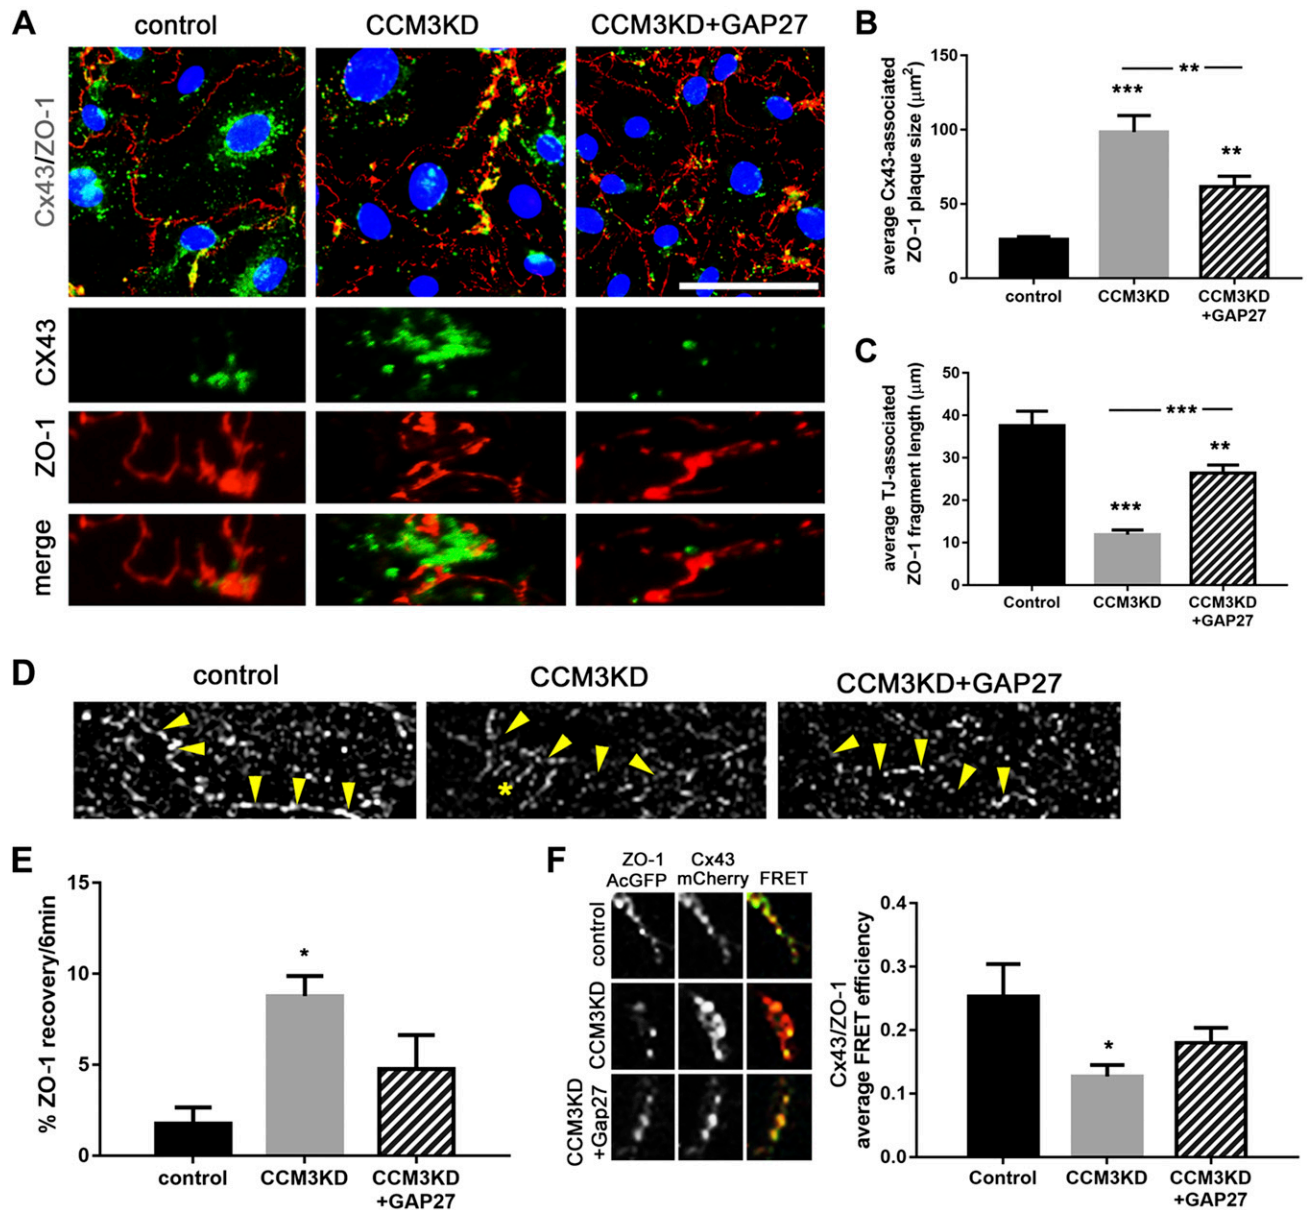 A
control
CCM3KD
CCM3KD+GAP27
Cx43/ZO-1
CX43
ZO-1
merge
B
average Cx43-associated
ZO-1 plaque size (μm2)
150
100
50
0
***
**
**
control
CCM3KD
CCM3KD
+GAP27
C
average TJ-associated
ZO-1 fragment length (μm)
50
40
30
20
10
0
***
***
**
Control
CCM3KD
CCM3KD
+GAP27
D
control
CCM3KD
CCM3KD+GAP27
*
E
% ZO-1 recovery/6min
15
10
5
0
*
control
CCM3KD
CCM3KD
+GAP27
F
ZO-1
AcGFP
Cx43
mCherry
FRET
control
CCM3KD
CCM3KD
+Gap27
Cx43/ZO-1
average FRET efficiency
0.4
0.3
0.2
0.1
0.0
*
Control
CCM3KD
CCM3KD
+GAP27